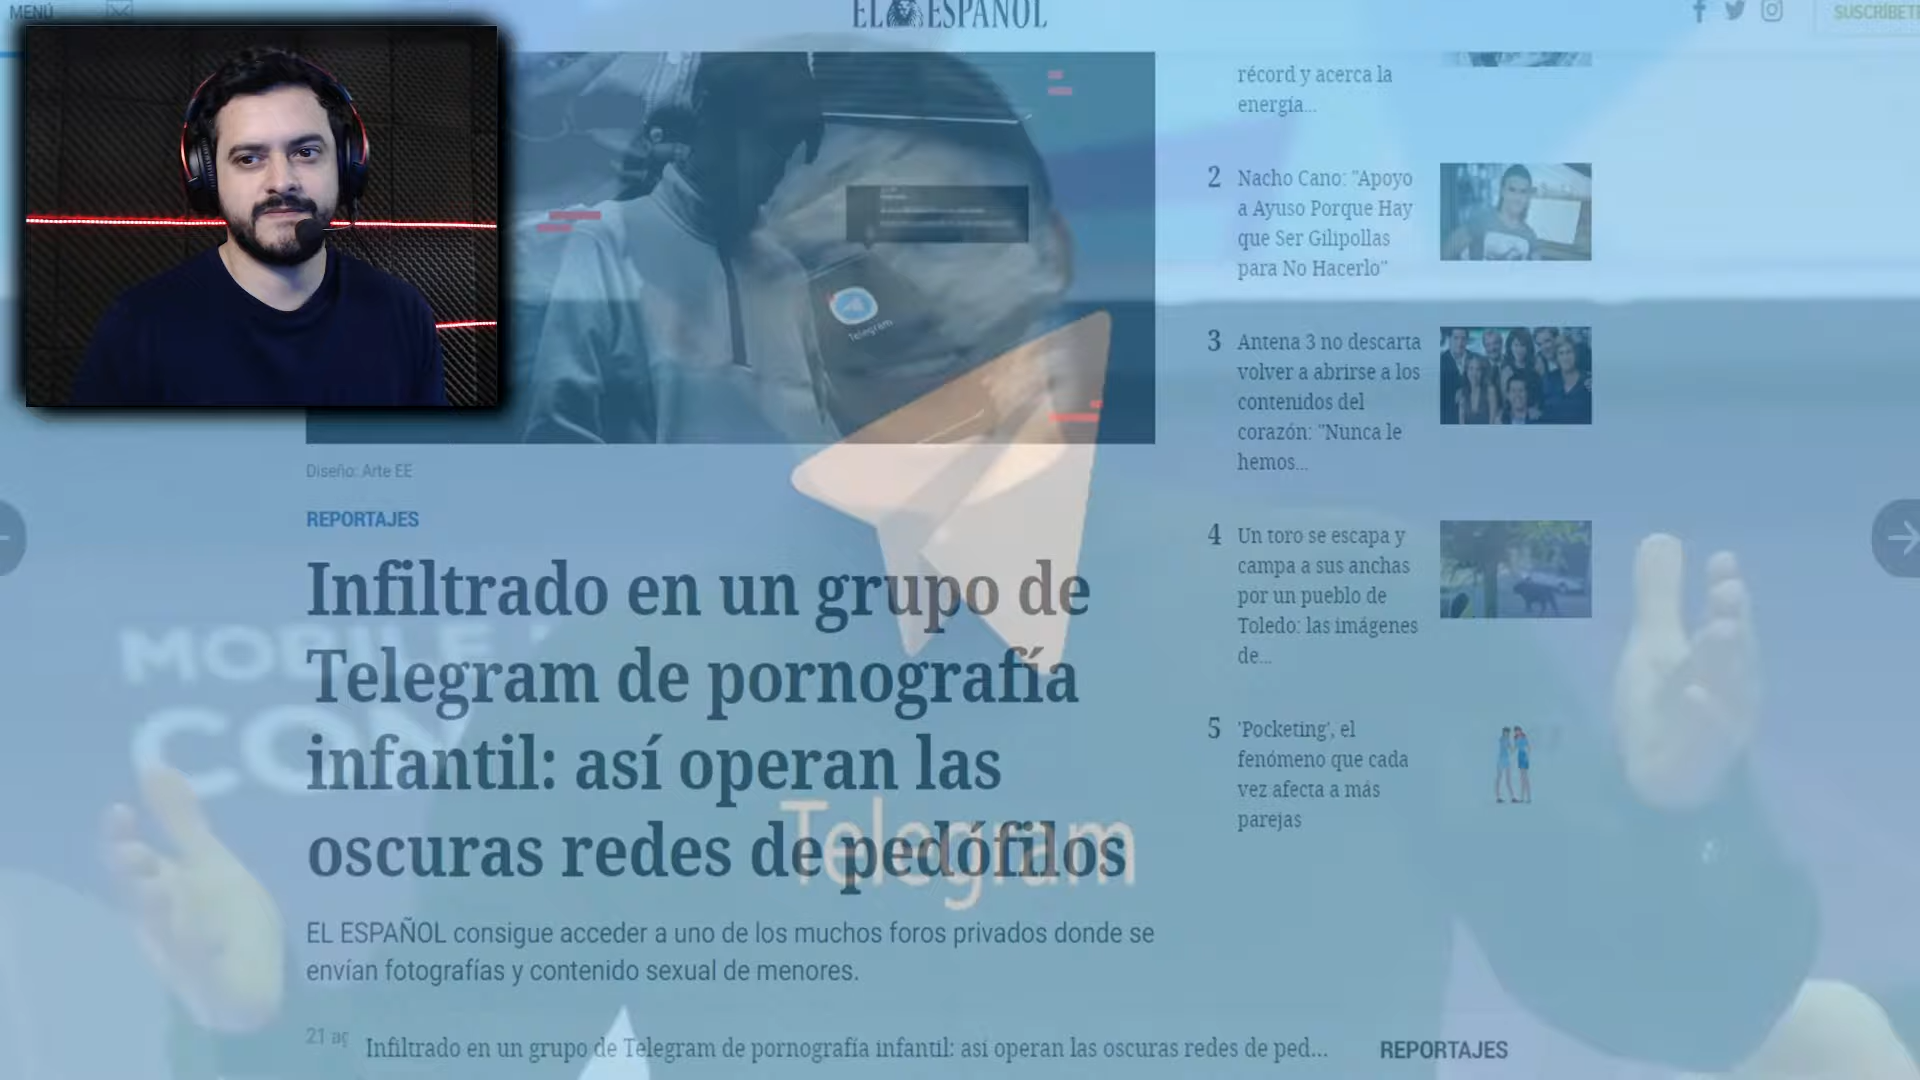 MENÚ
EL ESPAÑOL
SUSCRÍBETE
récord y acerca la
energía...
2
Nacho Cano: "Apoyo
a Ayuso Porque Hay
que Ser Gilipollas
para No Hacerlo"
3
Antena 3 no descarta
volver a abrirse a los
contenidos del
corazón: "Nunca le
hemos...
4
Un toro se escapa y
campa a sus anchas
por un pueblo de
Toledo: las imágenes
de...
5
'Pocketing', el
fenómeno que cada
vez afecta a más
parejas
Telegram
Diseño: Arte EE
REPORTAJES
Infiltrado en un grupo de
Telegram de pornografía
infantil: así operan las
oscuras redes de pedófilos
MOBILE
CON
Telegram
EL ESPAÑOL consigue acceder a uno de los muchos foros privados donde se
envían fotografías y contenido sexual de menores.
21 ag
Infiltrado en un grupo de Telegram de pornografía infantil: así operan las oscuras redes de ped...
REPORTAJES